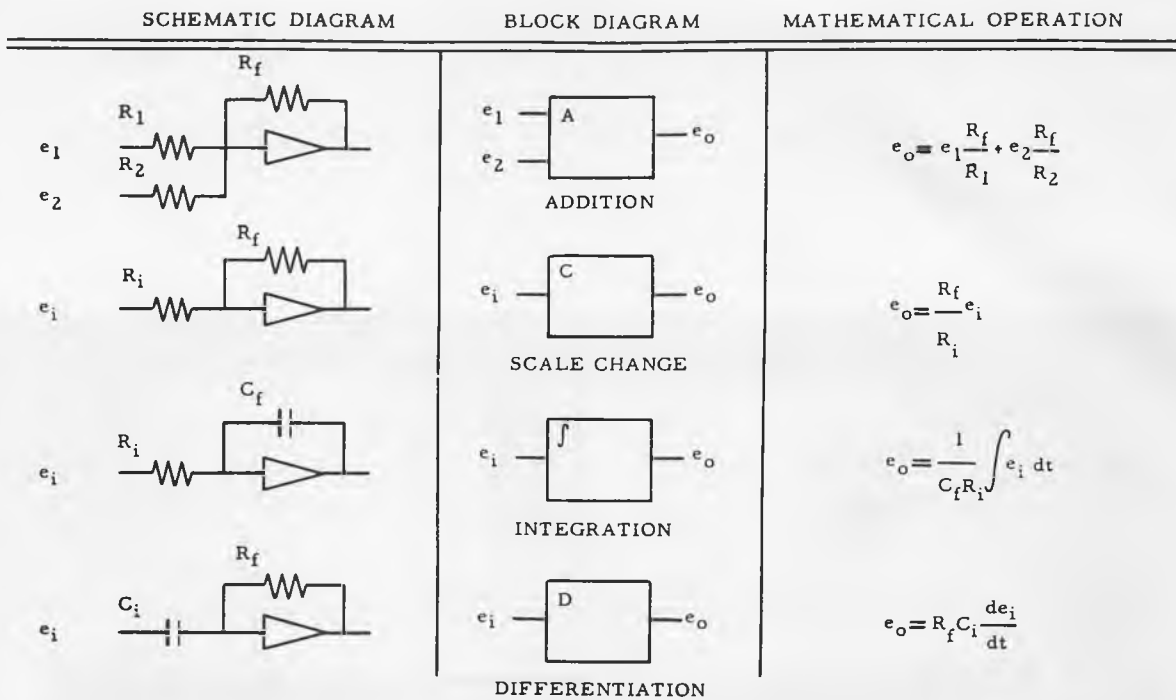 SCHEMATIC DIAGRAM BLOCK DIAGRAM MATHEMATICAL OPERATION
R_f
R_1
e_1
R_2
e_2
e_1 A e_o
e_2
ADDITION
e_o = e_1 R_f/R_1 + e_2 R_f/R_2
R_f
R_i
e_i
e_i C e_o
SCALE CHANGE
e_o = R_f/R_i e_i
C_f
R_i
e_i
e_i ∫ e_o
INTEGRATION
e_o = 1/C_f R_i ∫ e_i dt
R_f
C_i
e_i
e_i D e_o
DIFFERENTIATION
e_o = R_f C_i de_i/dt